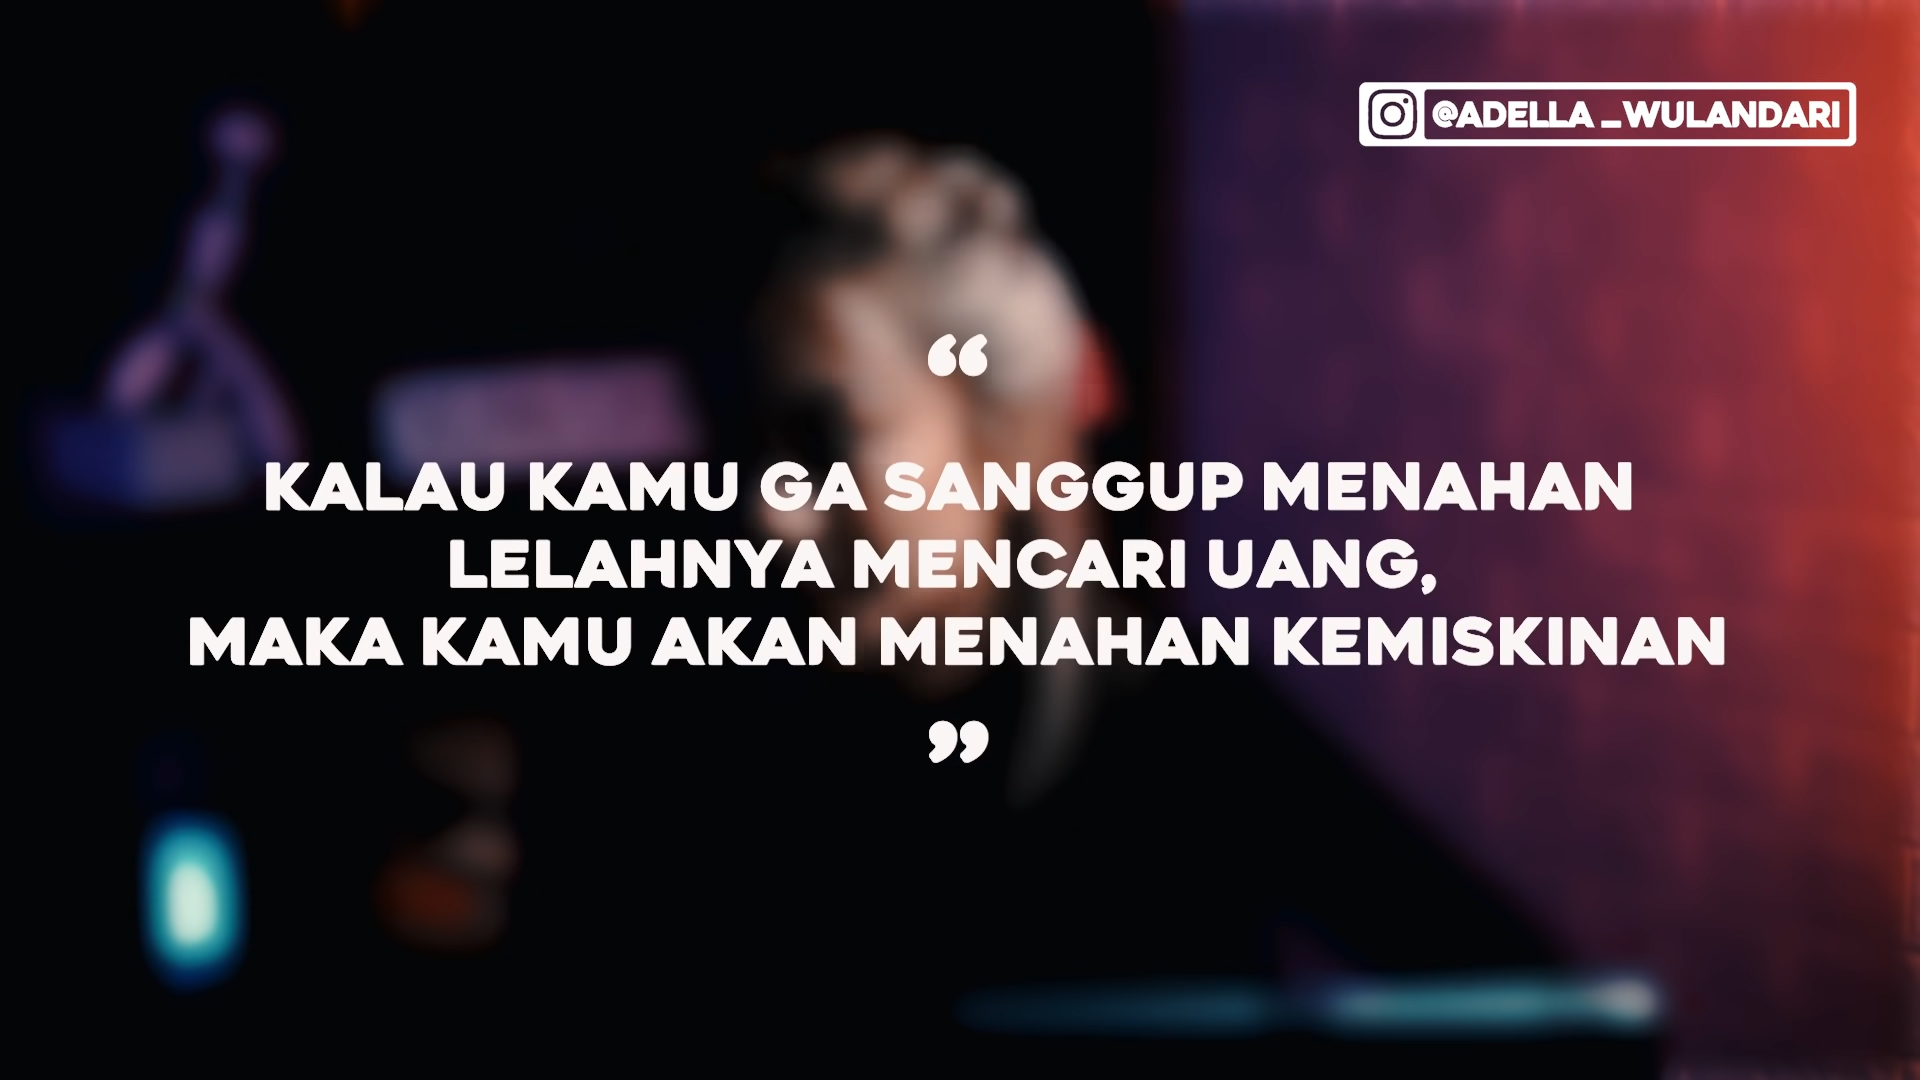 @ADELLA_WULANDARI
“
KALAU KAMU GA SANGGUP MENAHAN
LELAHNYA MENCARI UANG,
MAKA KAMU AKAN MENAHAN KEMISKINAN
”